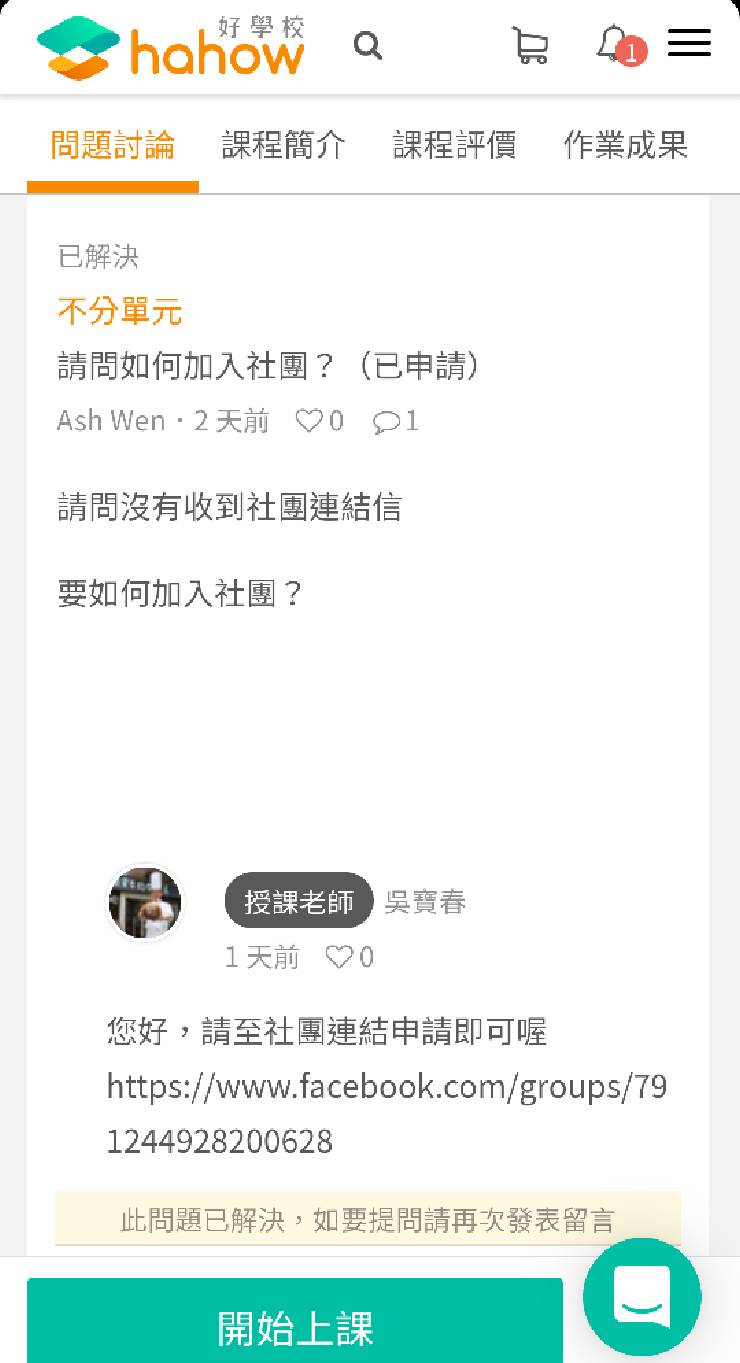 好學校
hahow
1
問題討論 課程簡介 課程評價 作業成果
已解決
不分單元
請問如何加入社團？（已申請）
Ash Wen・2 天前 0 1
請問沒有收到社團連結信
要如何加入社團？
授課老師 吳寶春
1 天前 0
您好，請至社團連結申請即可喔
https://www.facebook.com/groups/79
1244928200628
此問題已解決，如要提問請再次發表留言
開始上課